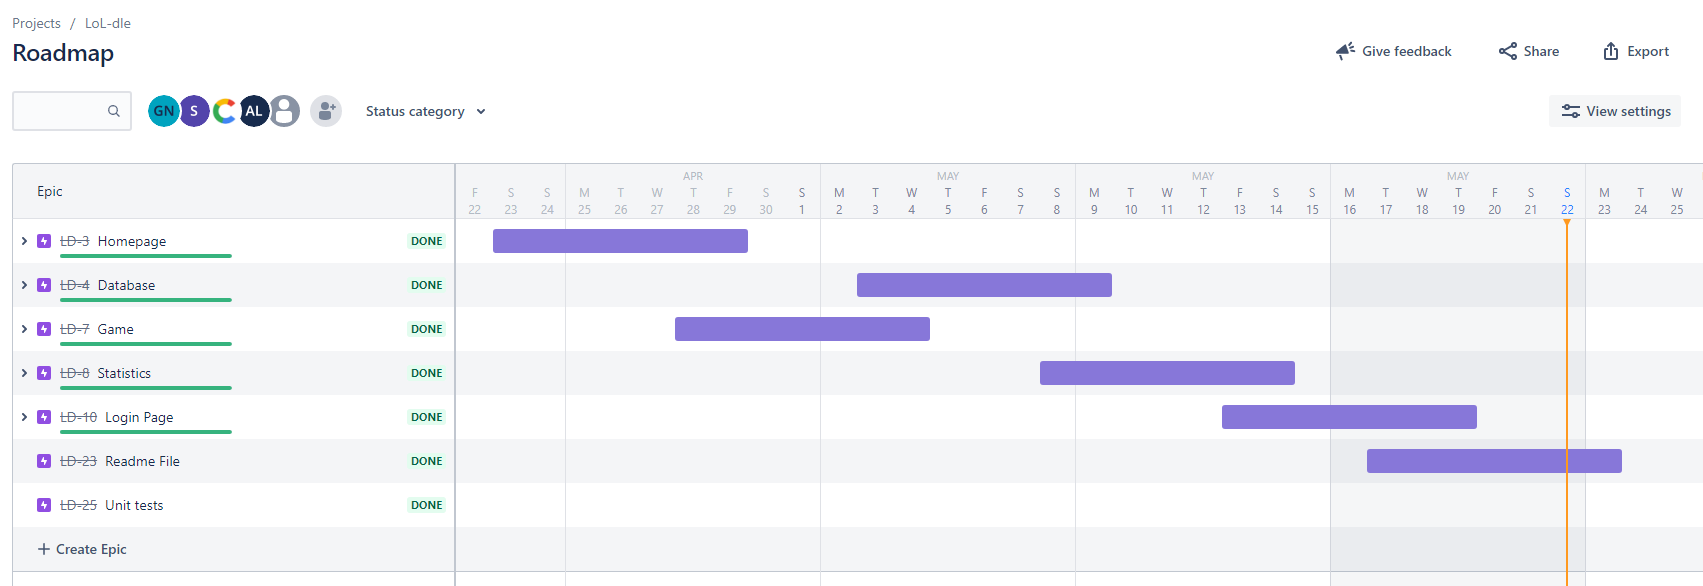 Projects / LoL-dle
Roadmap
Give feedback
Share
Export
GN S AL
Status category
View settings
Epic
APR MAY MAY MAY
F S S M T W T F S S M T W T F S S M T W T F S S M T W T F S S M T W
22 23 24 25 26 27 28 29 30 1 2 3 4 5 6 7 8 9 10 11 12 13 14 15 16 17 18 19 20 21 22 23 24 25
LD-3 Homepage DONE
LD-4 Database DONE
LD-7 Game DONE
LD-8 Statistics DONE
LD-10 Login Page DONE
LD-23 Readme File DONE
LD-25 Unit tests DONE
+ Create Epic